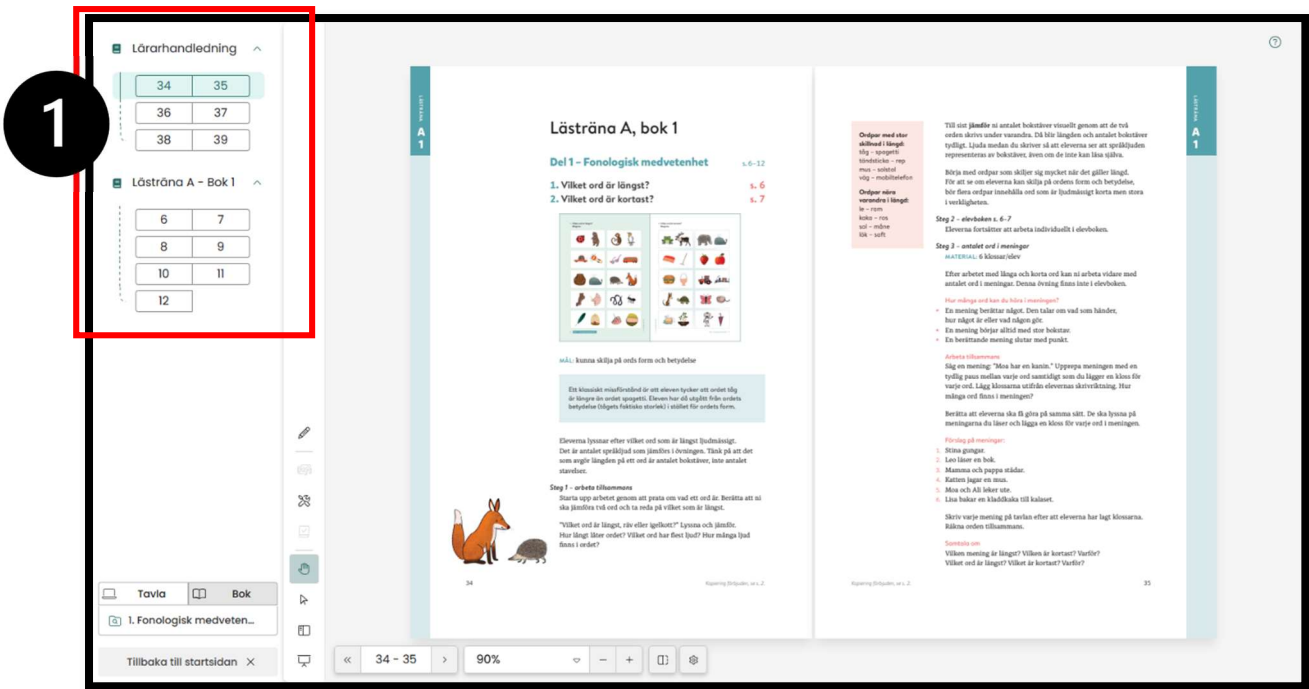 1
Lärarhandledning
34 35
36 37
38 39
Lästräna A - Bok 1
6 7
8 9
10 11
12
Tavla Bok
1. Fonologisk medveten...
Tillbaka till startsidan ×
LÄSTRÄNA
A
1
Lästräna A, bok 1
Del 1 – Fonologisk medvetenhet s. 6–12
1. Vilket ord är längst? s. 6
2. Vilket ord är kortast? s. 7
MÅL: kunna skilja på ords form och betydelse
Ett klassiskt missförstånd är att eleven tycker att ordet tåg
är längre än ordet spagetti. Eleven har då utgått från ordets
betydelse (tågets faktiska storlek) i stället för ordets form.
Eleverna lyssnar efter vilket ord som är längst ljudmässigt.
Det är antalet språkljud som jämförs i övningen. Tänk på att det
som avgör längden på ett ord är antalet bokstäver, inte antalet
stavelser.
Steg 1 – arbeta tillsammans
Starta upp arbetet genom att prata om vad ett ord är. Berätta att ni
ska jämföra två ord och ta reda på vilket som är längst.
"Vilket ord är längst, räv eller igelkott?" Lyssna och jämför.
Hur långt låter ordet? Vilket ord har flest ljud? Hur många ljud
finns i ordet?
34
Kopiering förbjuden, se s. 2
Ordpar med stor
skillnad i längd:
tåg – spagetti
tändsticka – rep
mus – solstol
väg – mobiltelefon
Ordpar nära
varandra i längd:
le – ram
kaka – ros
sol – måne
lök – saft
Till sist jämför ni antalet bokstäver visuellt genom att de två
orden skrivs under varandra. Då blir längden och antalet bokstäver
tydligt. Ljuda medan du skriver så att eleverna ser att språkljuden
representeras av bokstäver, även om de inte kan läsa själva.
Börja med ordpar som skiljer sig mycket när det gäller längd.
För att se om eleverna kan skilja på ordens form och betydelse,
bör flera ordpar innehålla ord som är ljudmässigt korta men stora
i verkligheten.
Steg 2 – elevboken s. 6–7
Eleverna fortsätter att arbeta individuellt i elevboken.
Steg 3 – antalet ord i meningar
MATERIAL: 6 klossar/elev
Efter arbetet med långa och korta ord kan ni arbeta vidare med
antalet ord i meningar. Denna övning finns inte i elevboken.
Hur många ord kan du höra i meningen?
• En mening berättar något. Den talar om vad som händer,
hur något är eller vad någon gör.
• En mening börjar alltid med stor bokstav.
• En berättande mening slutar med punkt.
Arbeta tillsammans
Säg en mening: "Moa har en kanin." Upprepa meningen med en
tydlig paus mellan varje ord samtidigt som du lägger en kloss för
varje ord. Lägg klossarna utifrån elevernas skrivriktning. Hur
många ord finns i meningen?
Berätta att eleverna ska få göra på samma sätt. De ska lyssna på
meningarna du läser och lägga en kloss för varje ord i meningen.
Förslag på meningar:
1. Stina gungar.
2. Leo läser en bok.
3. Mamma och pappa städar.
4. Katten jagar en mus.
5. Moa och Ali leker ute.
6. Lisa bakar en kladdkaka till kalaset.
Skriv varje mening på tavlan efter att eleverna har lagt klossarna.
Räkna orden tillsammans.
Samtala om
Vilken mening är längst? Vilken är kortast? Varför?
Vilket ord är längst? Vilket är kortast? Varför?
Kopiering förbjuden, se s. 2
35
LÄSTRÄNA
A
1
« 34 - 35 › 90% − +